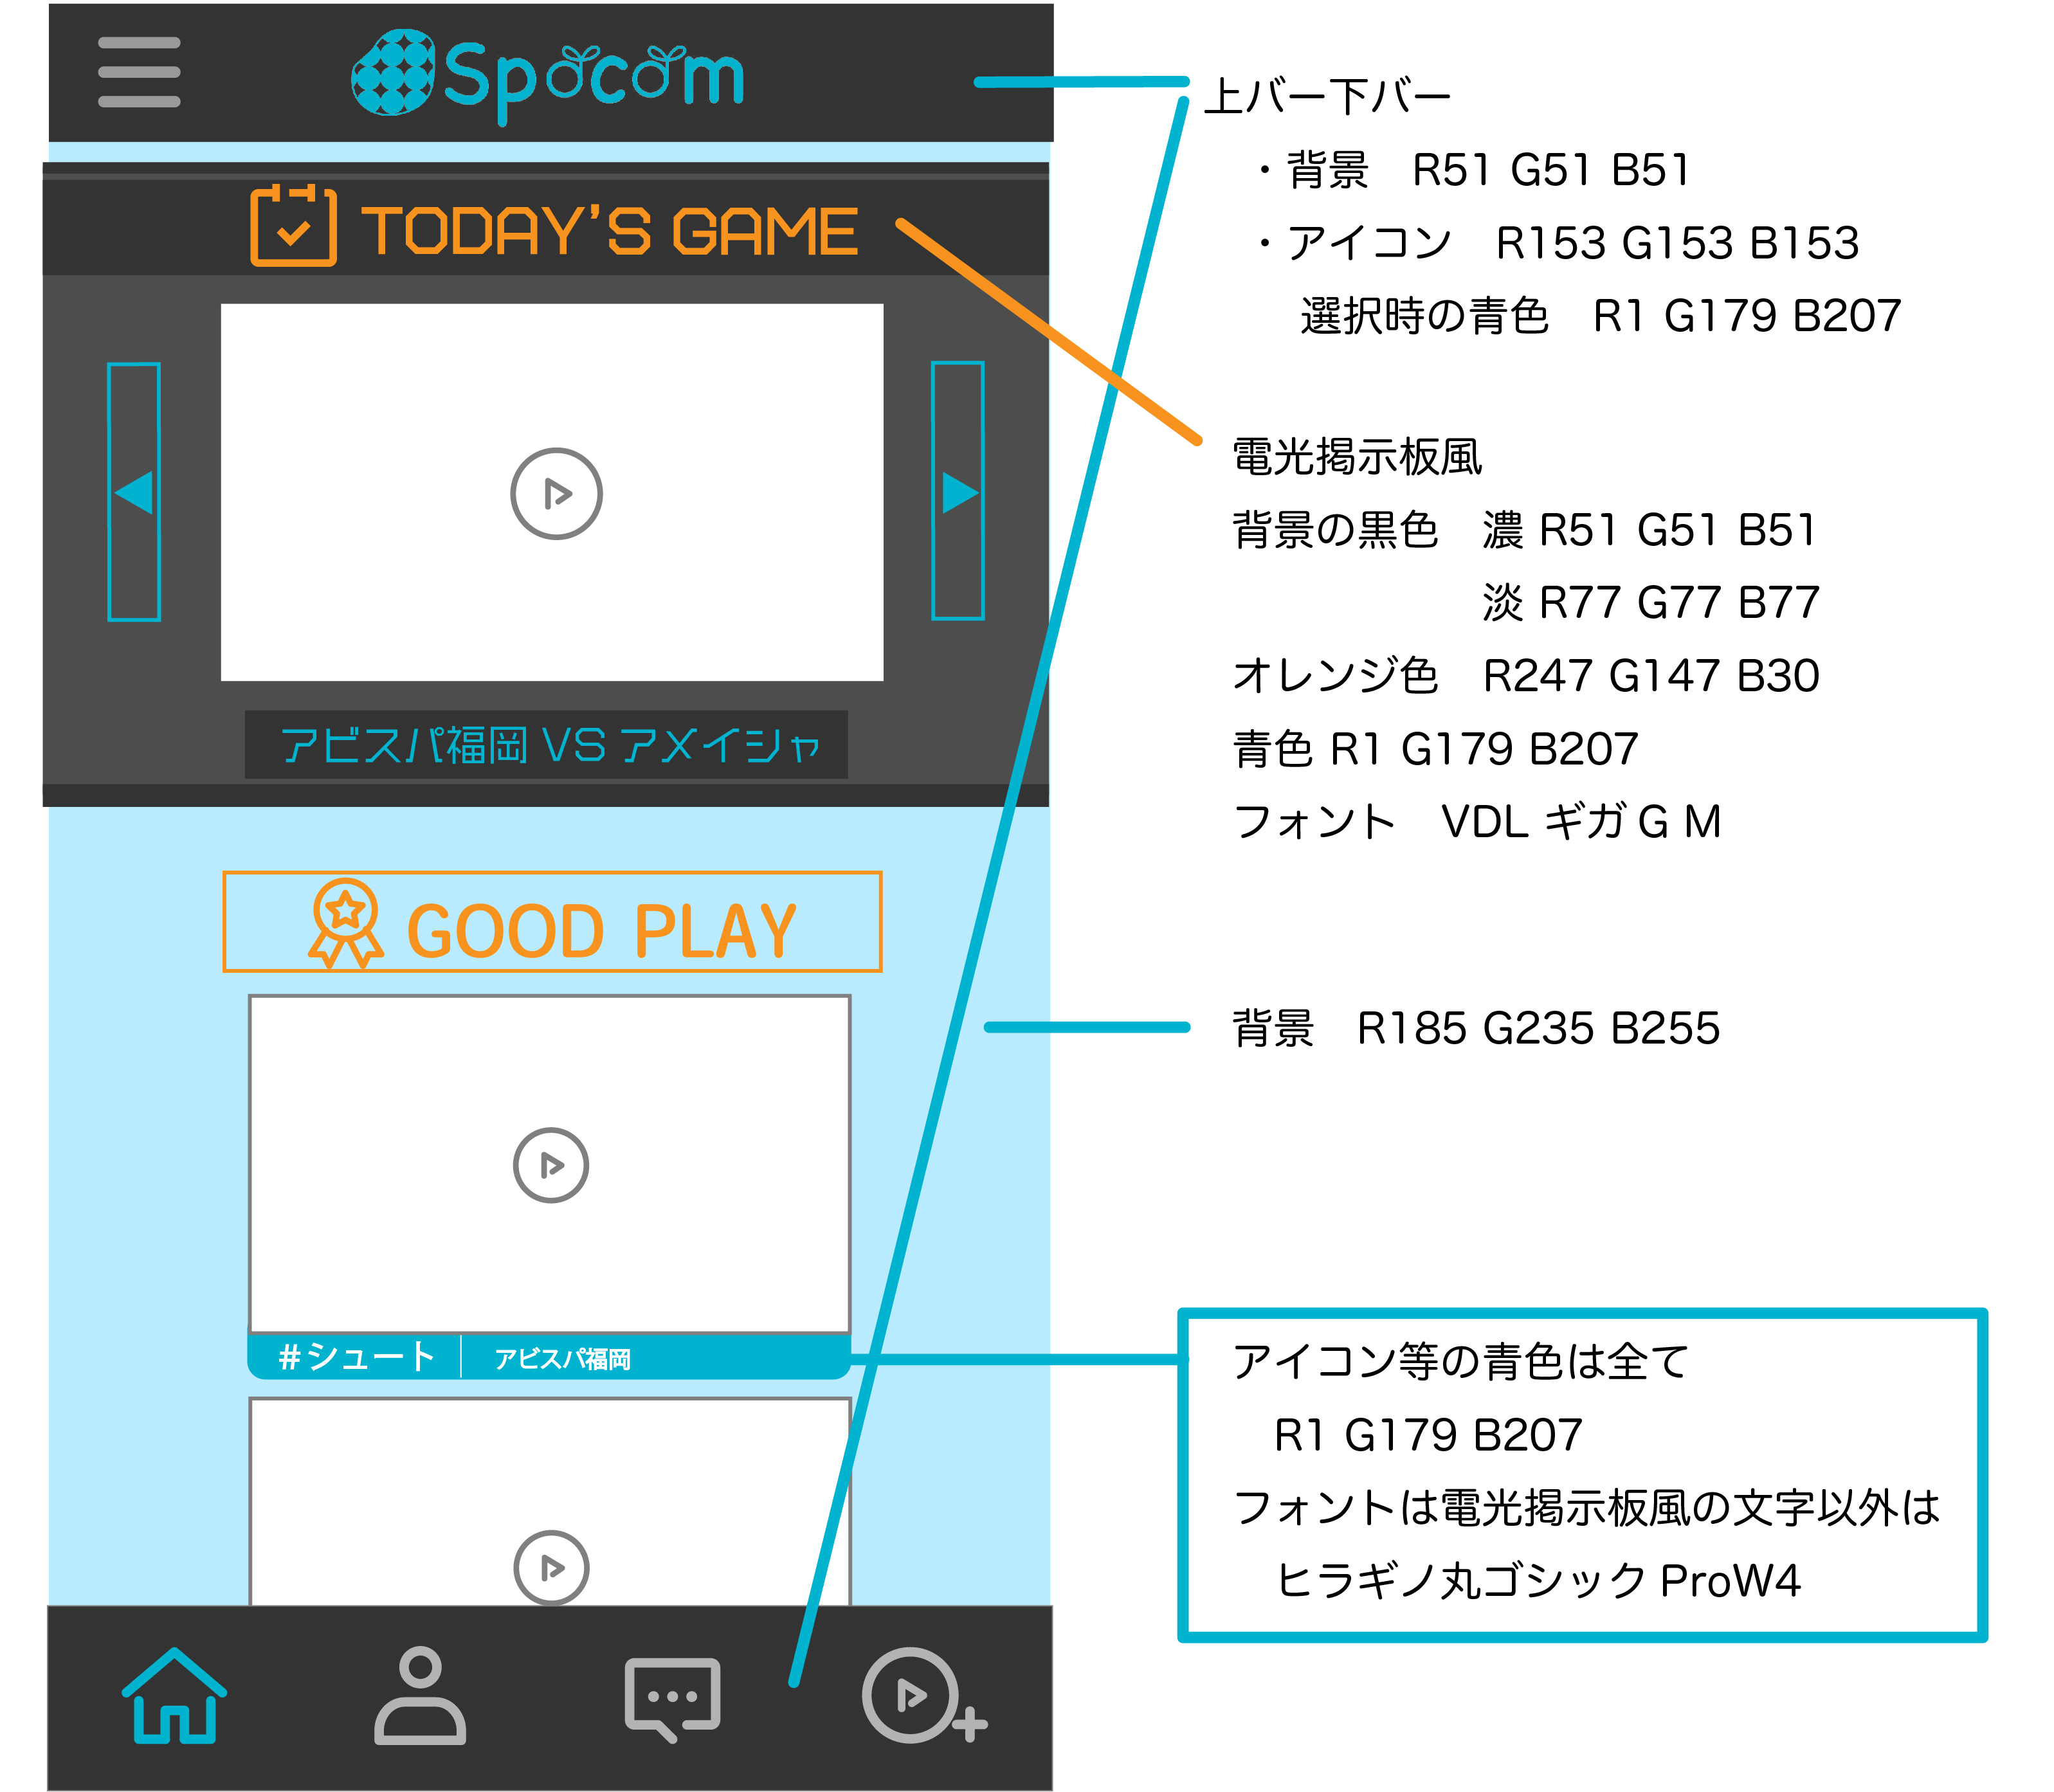 Spocom
TODAY'S GAME
アビスパ福岡 VS アメイジャ
GOOD PLAY
#シュート アビスパ福岡
上バー下バー
・背景 R51 G51 B51
・アイコン R153 G153 B153
選択時の青色 R1 G179 B207
電光掲示板風
背景の黒色 濃 R51 G51 B51
淡 R77 G77 B77
オレンジ色 R247 G147 B30
青色 R1 G179 B207
フォント VDL ギガ G M
背景 R185 G235 B255
アイコン等の青色は全て
R1 G179 B207
フォントは電光掲示板風の文字以外は
ヒラギノ丸ゴシック ProW4